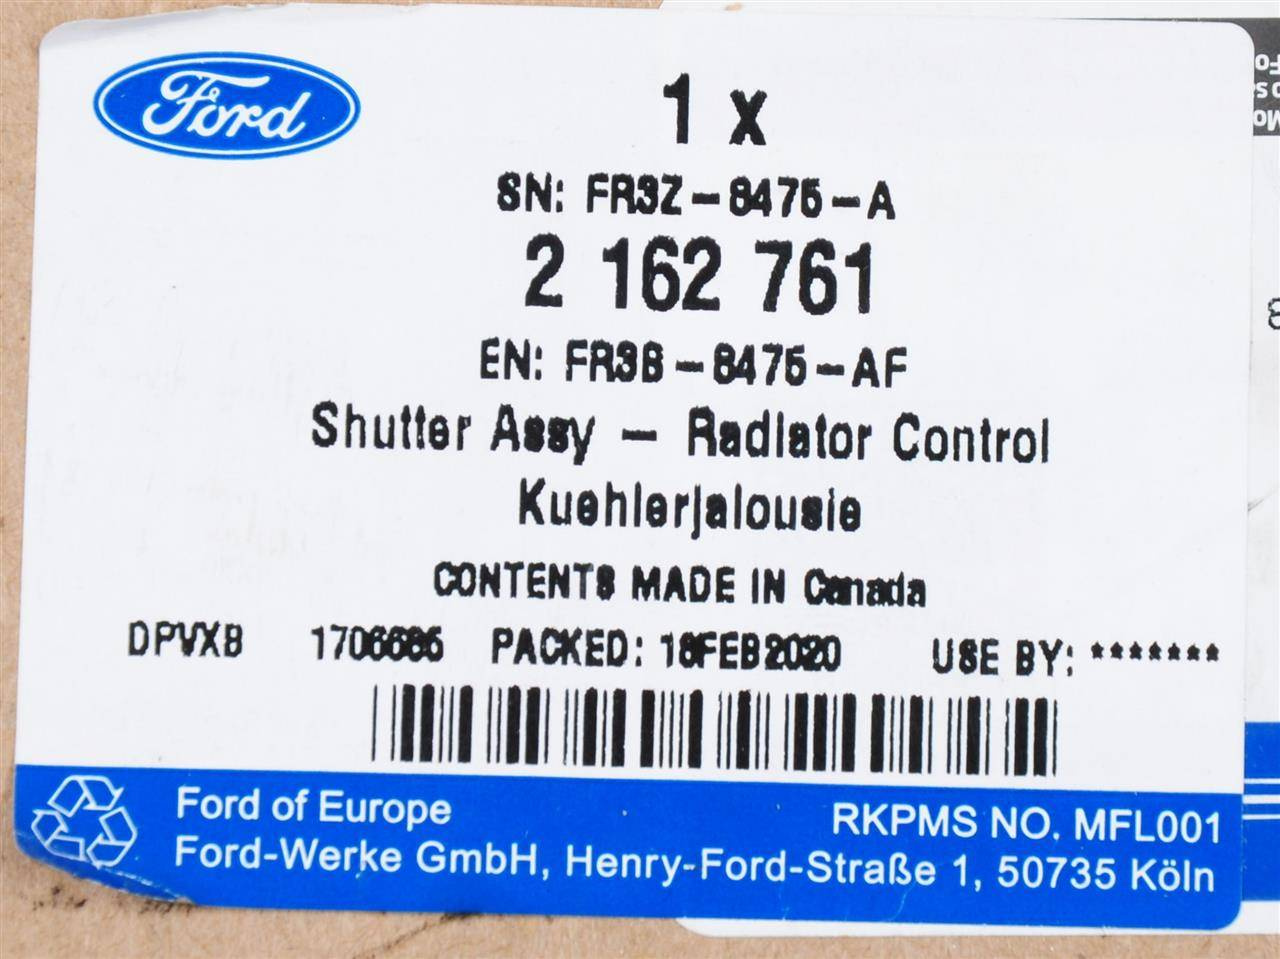 Ford
1 x
SN: FR3Z-8475-A
2 162 761
EN: FR3B-8475-AF
Shutter Assy - Radiator Control
Kuehlerjalousie
CONTENTS MADE IN Canada
DPVXB 1706685 PACKED: 18FEB2020 USE BY: *******
Ford of Europe RKPMS NO. MFL001
Ford-Werke GmbH, Henry-Ford-Straße 1, 50735 Köln